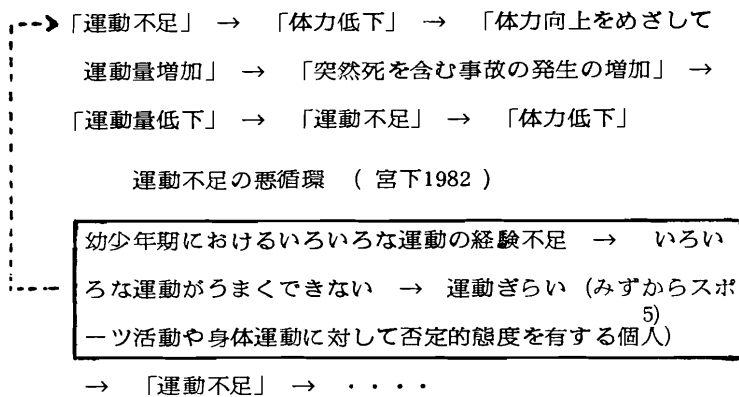 「運動不足」 → 「体力低下」 → 「体力向上をめざして
運動量増加」 → 「突然死を含む事故の発生の増加」 →
「運動量低下」 → 「運動不足」 → 「体力低下」
運動不足の悪循環 ( 宮下1982 )
幼少年期におけるいろいろな運動の経験不足 → いろい
ろな運動がうまくできない → 運動ぎらい (みずからスポ
ーツ活動や身体運動に対して否定的態度を有する個人5))
→ 「運動不足」 → ・・・・